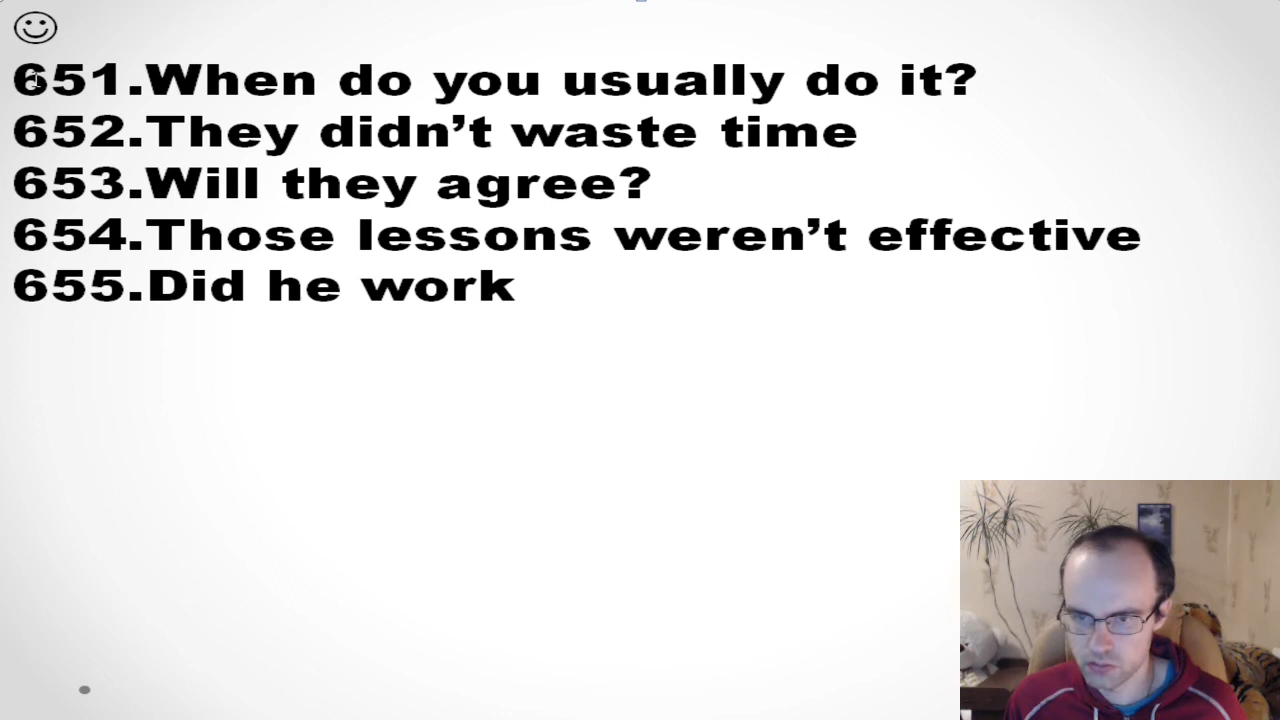 651.When do you usually do it?
652.They didn’t waste time
653.Will they agree?
654.Those lessons weren’t effective
655.Did he work